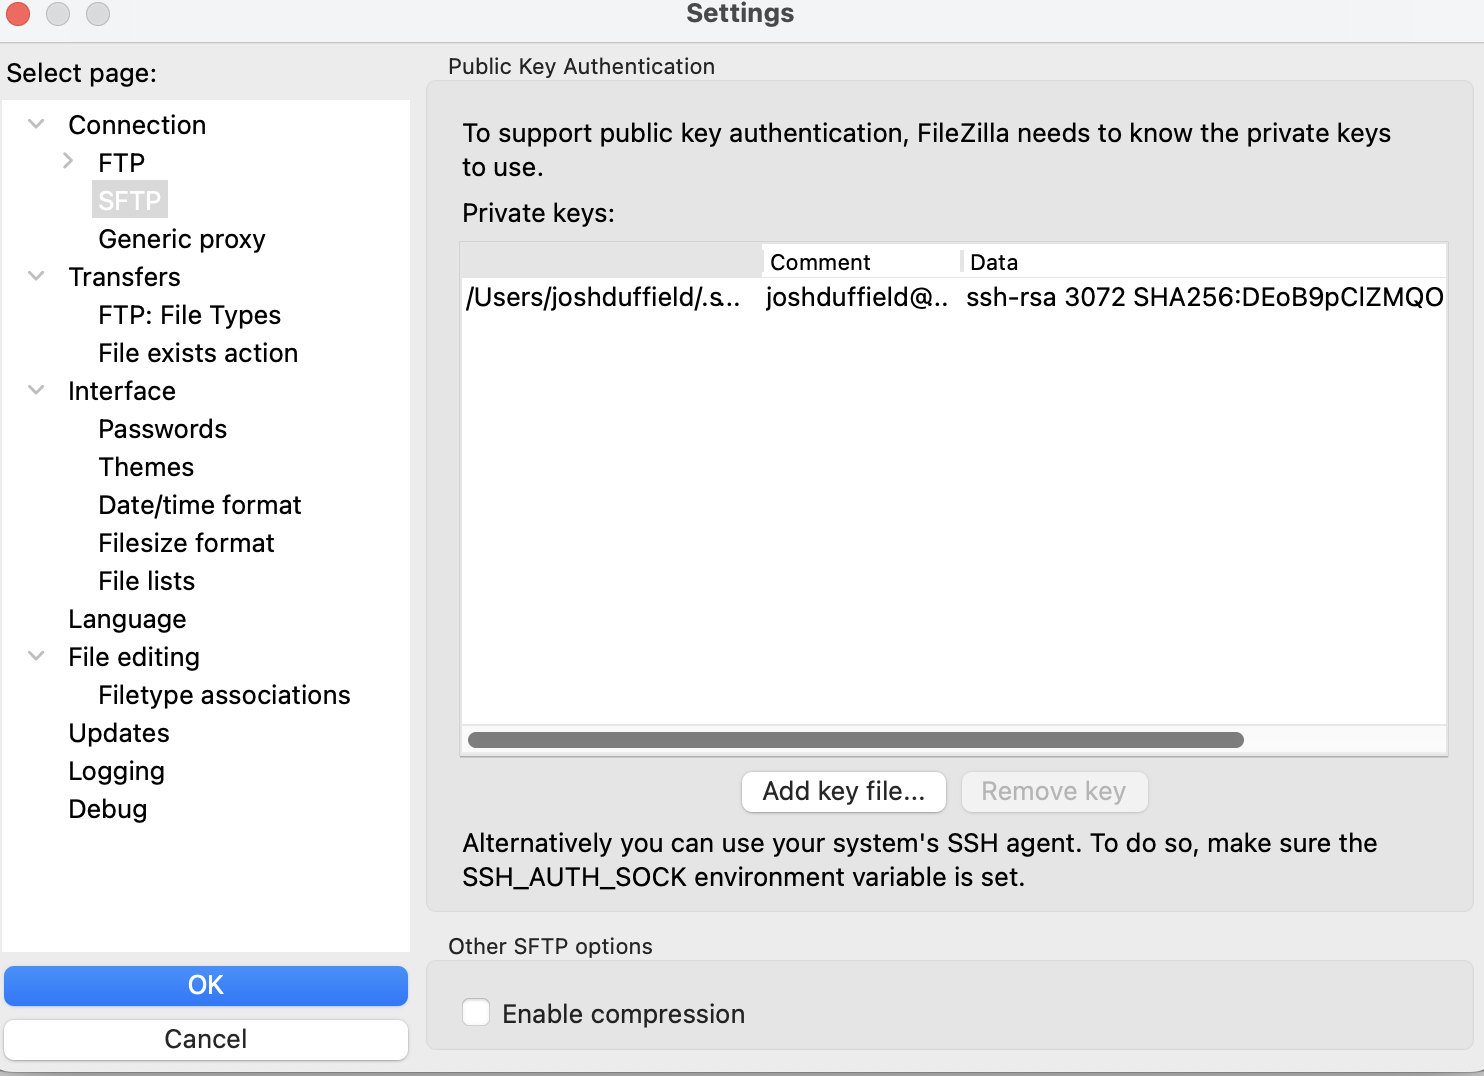 Settings
Select page:
Connection
FTP
SFTP
Generic proxy
Transfers
FTP: File Types
File exists action
Interface
Passwords
Themes
Date/time format
Filesize format
File lists
Language
File editing
Filetype associations
Updates
Logging
Debug
OK
Cancel
Public Key Authentication
To support public key authentication, FileZilla needs to know the private keys
to use.
Private keys:
Comment Data
/Users/joshduffield/.s... joshduffield@.. ssh-rsa 3072 SHA256:DEoB9pClZMQO
Add key file... Remove key
Alternatively you can use your system's SSH agent. To do so, make sure the
SSH_AUTH_SOCK environment variable is set.
Other SFTP options
Enable compression